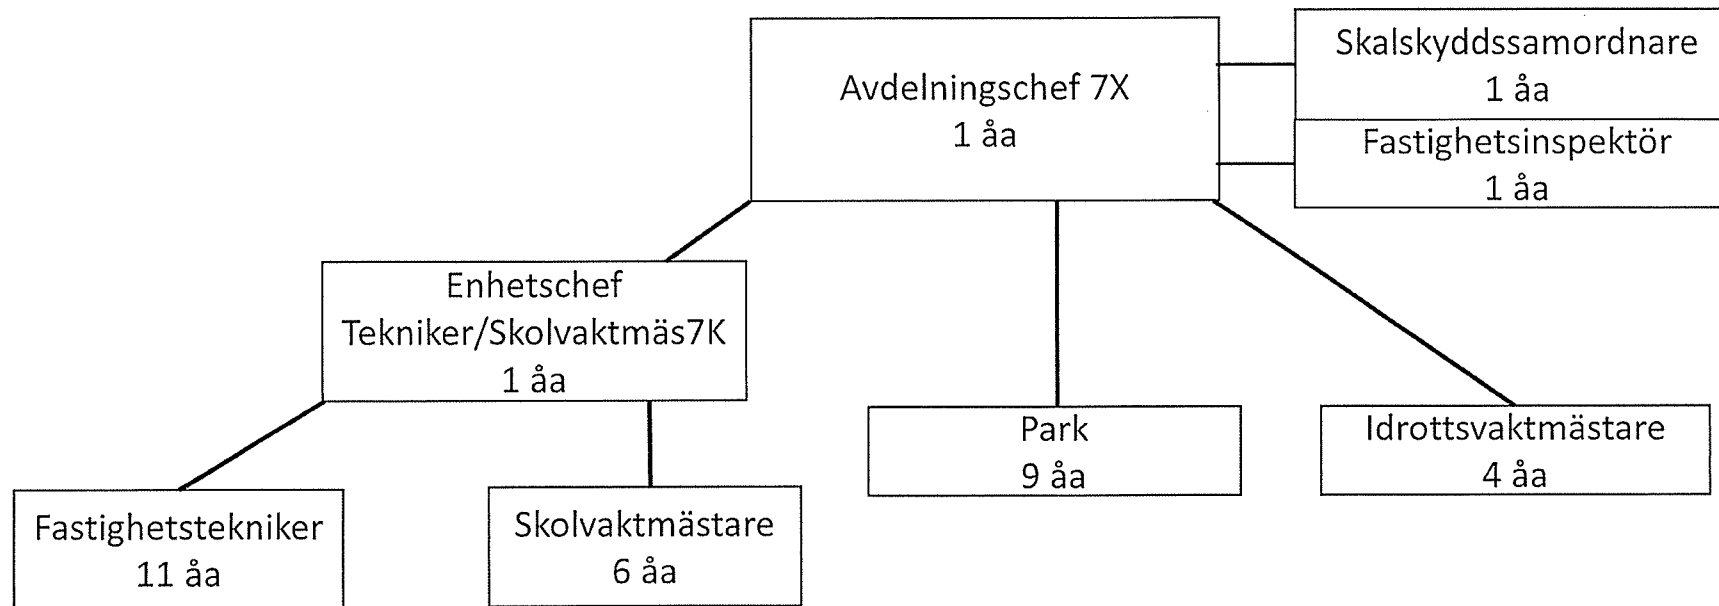 Avdelningschef 7X
1 åa
Skalskyddssamordnare
1 åa
Fastighetsinspektör
1 åa
Enhetschef
Tekniker/Skolvaktmäs7K
1 åa
Park
9 åa
Idrottsvaktmästare
4 åa
Fastighetstekniker
11 åa
Skolvaktmästare
6 åa